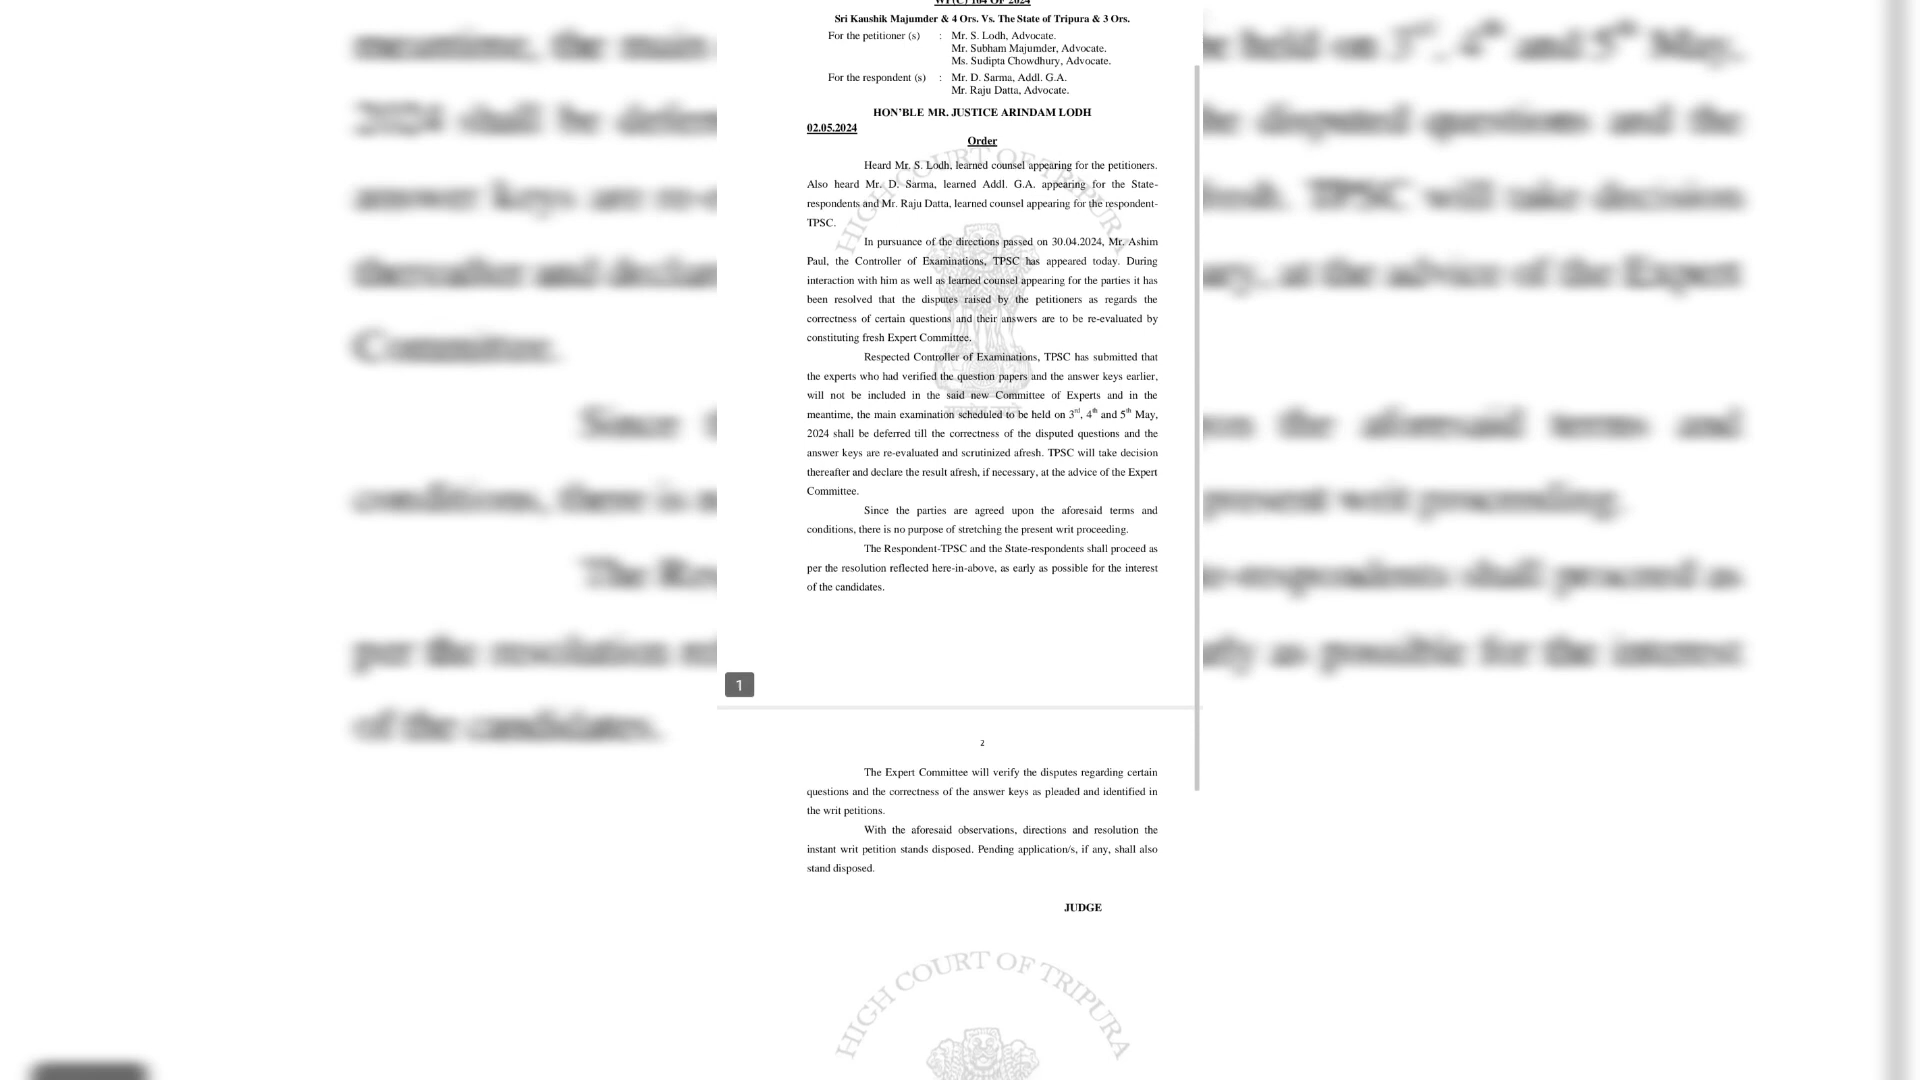 WP(C) 164 OF 2024
Sri Kaushik Majumder & 4 Ors. Vs. The State of Tripura & 3 Ors.
For the petitioner (s) : Mr. S. Lodh, Advocate.
Mr. Subham Majumder, Advocate.
Ms. Sudipta Chowdhury, Advocate.
For the respondent (s) : Mr. D. Sarma, Addl. G.A.
Mr. Raju Datta, Advocate.
HON'BLE MR. JUSTICE ARINDAM LODH
02.05.2024
Order
Heard Mr. S. Lodh, learned counsel appearing for the petitioners.
Also heard Mr. D. Sarma, learned Addl. G.A. appearing for the State-
respondents and Mr. Raju Datta, learned counsel appearing for the respondent-
TPSC.
In pursuance of the directions passed on 30.04.2024, Mr. Ashim
Paul, the Controller of Examinations, TPSC has appeared today. During
interaction with him as well as learned counsel appearing for the parties it has
been resolved that the disputes raised by the petitioners as regards the
correctness of certain questions and their answers are to be re-evaluated by
constituting fresh Expert Committee.
Respected Controller of Examinations, TPSC has submitted that
the experts who had verified the question papers and the answer keys earlier,
will not be included in the said new Committee of Experts and in the
meantime, the main examination scheduled to be held on 3rd, 4th and 5th May,
2024 shall be deferred till the correctness of the disputed questions and the
answer keys are re-evaluated and scrutinized afresh. TPSC will take decision
thereafter and declare the result afresh, if necessary, at the advice of the Expert
Committee.
Since the parties are agreed upon the aforesaid terms and
conditions, there is no purpose of stretching the present writ proceeding.
The Respondent-TPSC and the State-respondents shall proceed as
per the resolution reflected here-in-above, as early as possible for the interest
of the candidates.
1
2
The Expert Committee will verify the disputes regarding certain
questions and the correctness of the answer keys as pleaded and identified in
the writ petitions.
With the aforesaid observations, directions and resolution the
instant writ petition stands disposed. Pending application/s, if any, shall also
stand disposed.
JUDGE
HIGH COURT OF TRIPURA